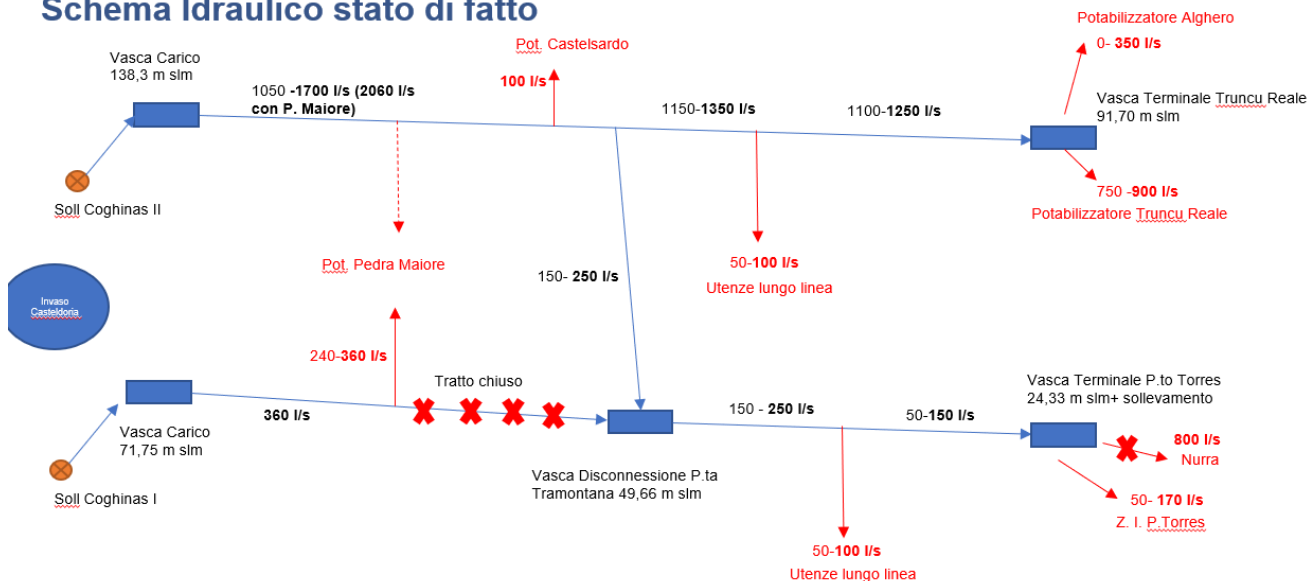 Schema Idraulico stato di fatto
Potabilizzatore Alghero
0- 350 l/s
Pot. Castelsardo
100 l/s
Vasca Carico
138,3 m slm
1050 -1700 l/s (2060 l/s
con P. Maiore)
1150-1350 l/s
1100-1250 l/s
Vasca Terminale Truncu Reale
91,70 m slm
Soll Coghinas II
750 -900 l/s
Potabilizzatore Truncu Reale
Pot. Pedra Maiore
50-100 l/s
Utenze lungo linea
150- 250 l/s
Invaso
Casteldoria
240-360 l/s
Tratto chiuso
Vasca Terminale P.to Torres
24,33 m slm+ sollevamento
360 l/s
150 - 250 l/s
50-150 l/s
Vasca Carico
71,75 m slm
800 l/s
Nurra
Vasca Disconnessione P.ta
Tramontana 49,66 m slm
Soll Coghinas I
50- 170 l/s
Z. I. P.Torres
50-100 l/s
Utenze lungo linea